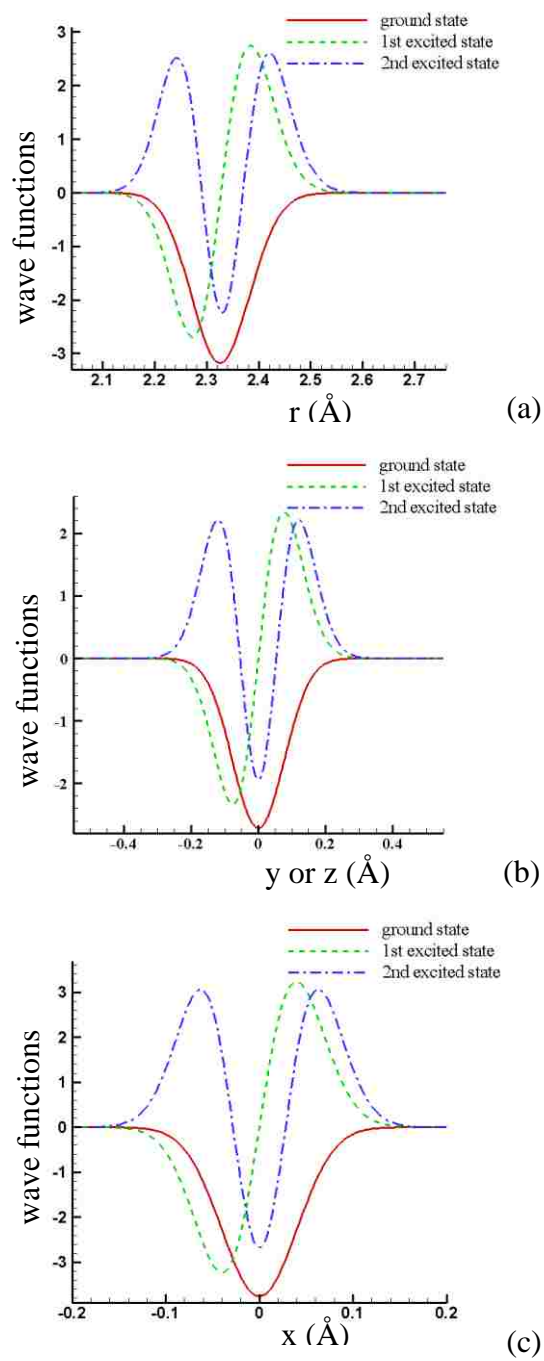 ground state
1st excited state
2nd excited state
3
2
1
0
-1
-2
-3
wave functions
2.1 2.2 2.3 2.4 2.5 2.6 2.7
r (Å)
(a)
ground state
1st excited state
2nd excited state
2
1
0
-1
-2
wave functions
-0.4 -0.2 0 0.2 0.4
y or z (Å)
(b)
ground state
1st excited state
2nd excited state
3
2
1
0
-1
-2
-3
wave functions
-0.2 -0.1 0 0.1 0.2
x (Å)
(c)